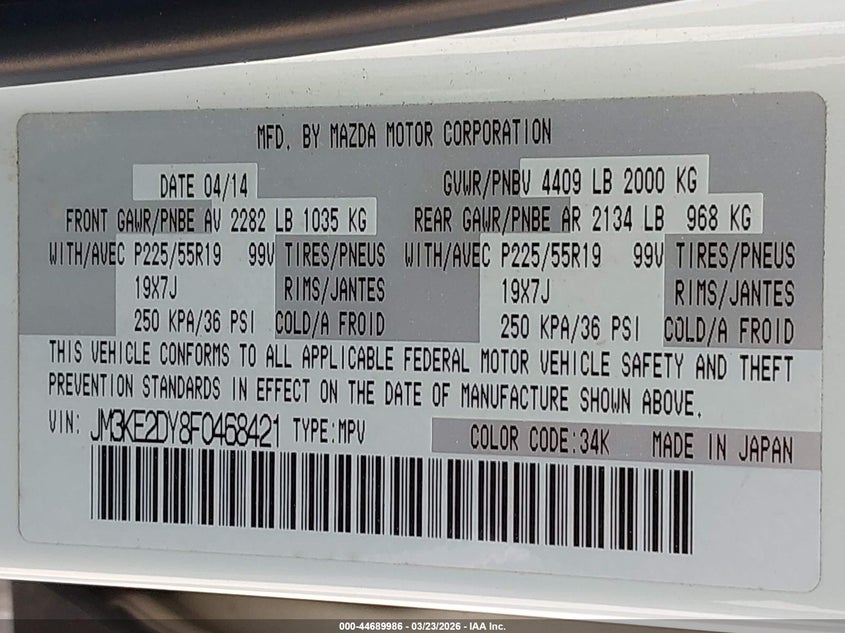 MFD. BY MAZDA MOTOR CORPORATION
DATE 04/14 GVWR/PNBV 4409 LB 2000 KG
FRONT GAWR/PNBE AV 2282 LB 1035 KG REAR GAWR/PNBE AR 2134 LB 968 KG
WITH/AVEC P225/55R19 99V TIRES/PNEUS WITH/AVEC P225/55R19 99V TIRES/PNEUS
19X7J RIMS/JANTES 19X7J RIMS/JANTES
250 KPA/36 PSI COLD/A FROID 250 KPA/36 PSI COLD/A FROID
THIS VEHICLE CONFORMS TO ALL APPLICABLE FEDERAL MOTOR VEHICLE SAFETY AND THEFT
PREVENTION STANDARDS IN EFFECT ON THE DATE OF MANUFACTURE SHOWN ABOVE.
VIN: JM3KE2DY8F0468421 TYPE:MPV COLOR CODE:34K MADE IN JAPAN
000-44689986 - 03/23/2026 - IAA Inc.